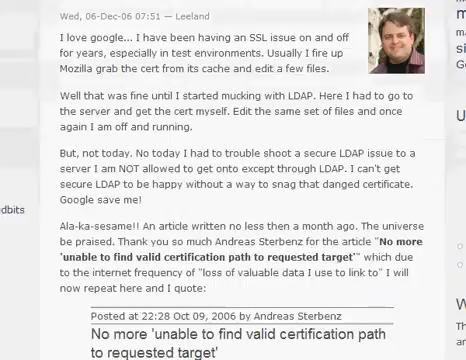 Wed, 06-Dec-06 07:51 — Leeland
I love google... I have been having an SSL issue on and off
for years, especially in test environments. Usually I fire up
Mozilla grab the cert from its cache and edit a few files.
Well that was fine until I started mucking with LDAP. Here I had to go to
the server and get the cert myself. Edit the same set of files and once
again I am off and running.
But, not today. No today I had to trouble shoot a secure LDAP issue to a
server I am NOT allowed to get onto except through LDAP. I can't get
secure LDAP to be happy without a way to snag that danged certificate.
Google save me!
edbits
Ala-ka-sesame!! An article written no less then a month ago. The universe
be praised. Thank you so much Andreas Sterbenz for the article "No more
'unable to find valid certification path to requested target'" which due
to the internet frequency of "loss of valuable data I use to link to" I will
now repeat here and I quote:
Posted at 22:28 Oct 09, 2006 by Andreas Sterbenz
No more 'unable to find valid certification path
to requested target'